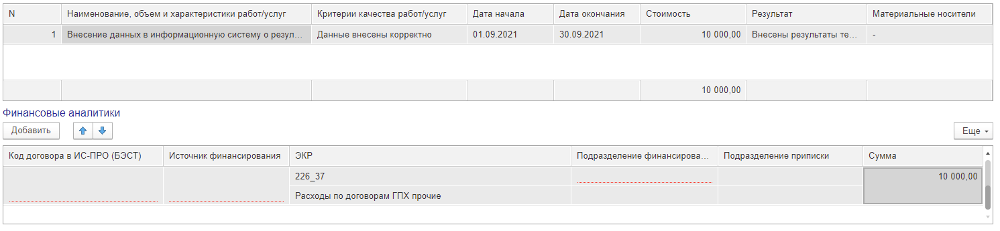 N Наименование, объем и характеристики работ/услуг Критерии качества работ/услуг Дата начала Дата окончания Стоимость Результат Материальные носители
1 Внесение данных в информационную систему о резул... Данные внесены корректно 01.09.2021 30.09.2021 10 000,00 Внесены результаты те... -
10 000,00
Финансовые аналитики
Добавить Еще
Код договора в ИС-ПРО (БЭСТ) Источник финансирования ЭКР Подразделение финансирова... Подразделение приписки Сумма
226_37 10 000,00
Расходы по договорам ГПХ прочие